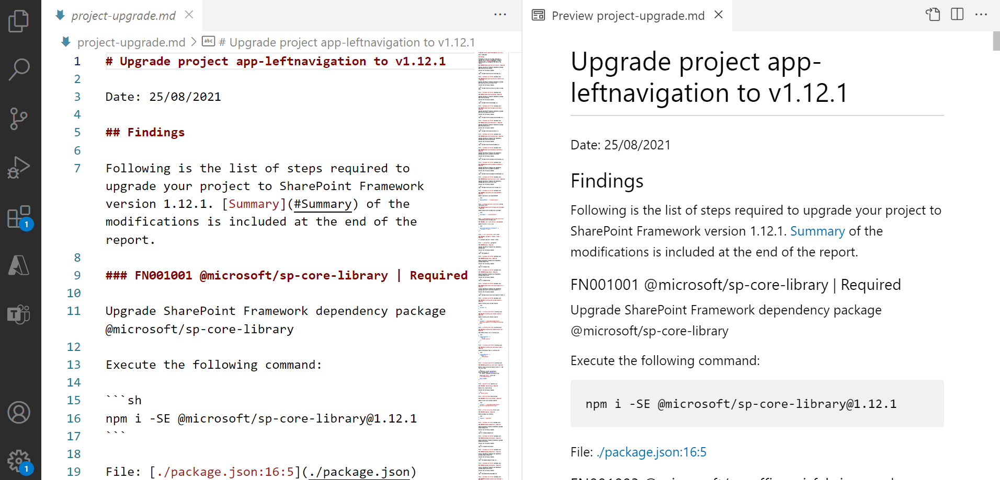 project-upgrade.md
project-upgrade.md > abc # Upgrade project app-leftnavigation to v1.12.1
1 # Upgrade project app-leftnavigation to v1.12.1
2
3 Date: 25/08/2021
4
5 ## Findings
6
7 Following is the list of steps required to
upgrade your project to SharePoint Framework
version 1.12.1. [Summary](#Summary) of the
modifications is included at the end of the
report.
8
9 ### FN001001 @microsoft/sp-core-library | Required
10
11 Upgrade SharePoint Framework dependency package
@microsoft/sp-core-library
12
13 Execute the following command:
14
15 ```sh
16 npm i -SE @microsoft/sp-core-library@1.12.1
17 ```
18
19 File: [./package.json:16:5](./package.json)
1
T
1
Preview project-upgrade.md
Upgrade project app-
leftnavigation to v1.12.1
Date: 25/08/2021
Findings
Following is the list of steps required to upgrade your project to
SharePoint Framework version 1.12.1. Summary of the
modifications is included at the end of the report.
FN001001 @microsoft/sp-core-library | Required
Upgrade SharePoint Framework dependency package
@microsoft/sp-core-library
Execute the following command:
npm i -SE @microsoft/sp-core-library@1.12.1
File: ./package.json:16:5